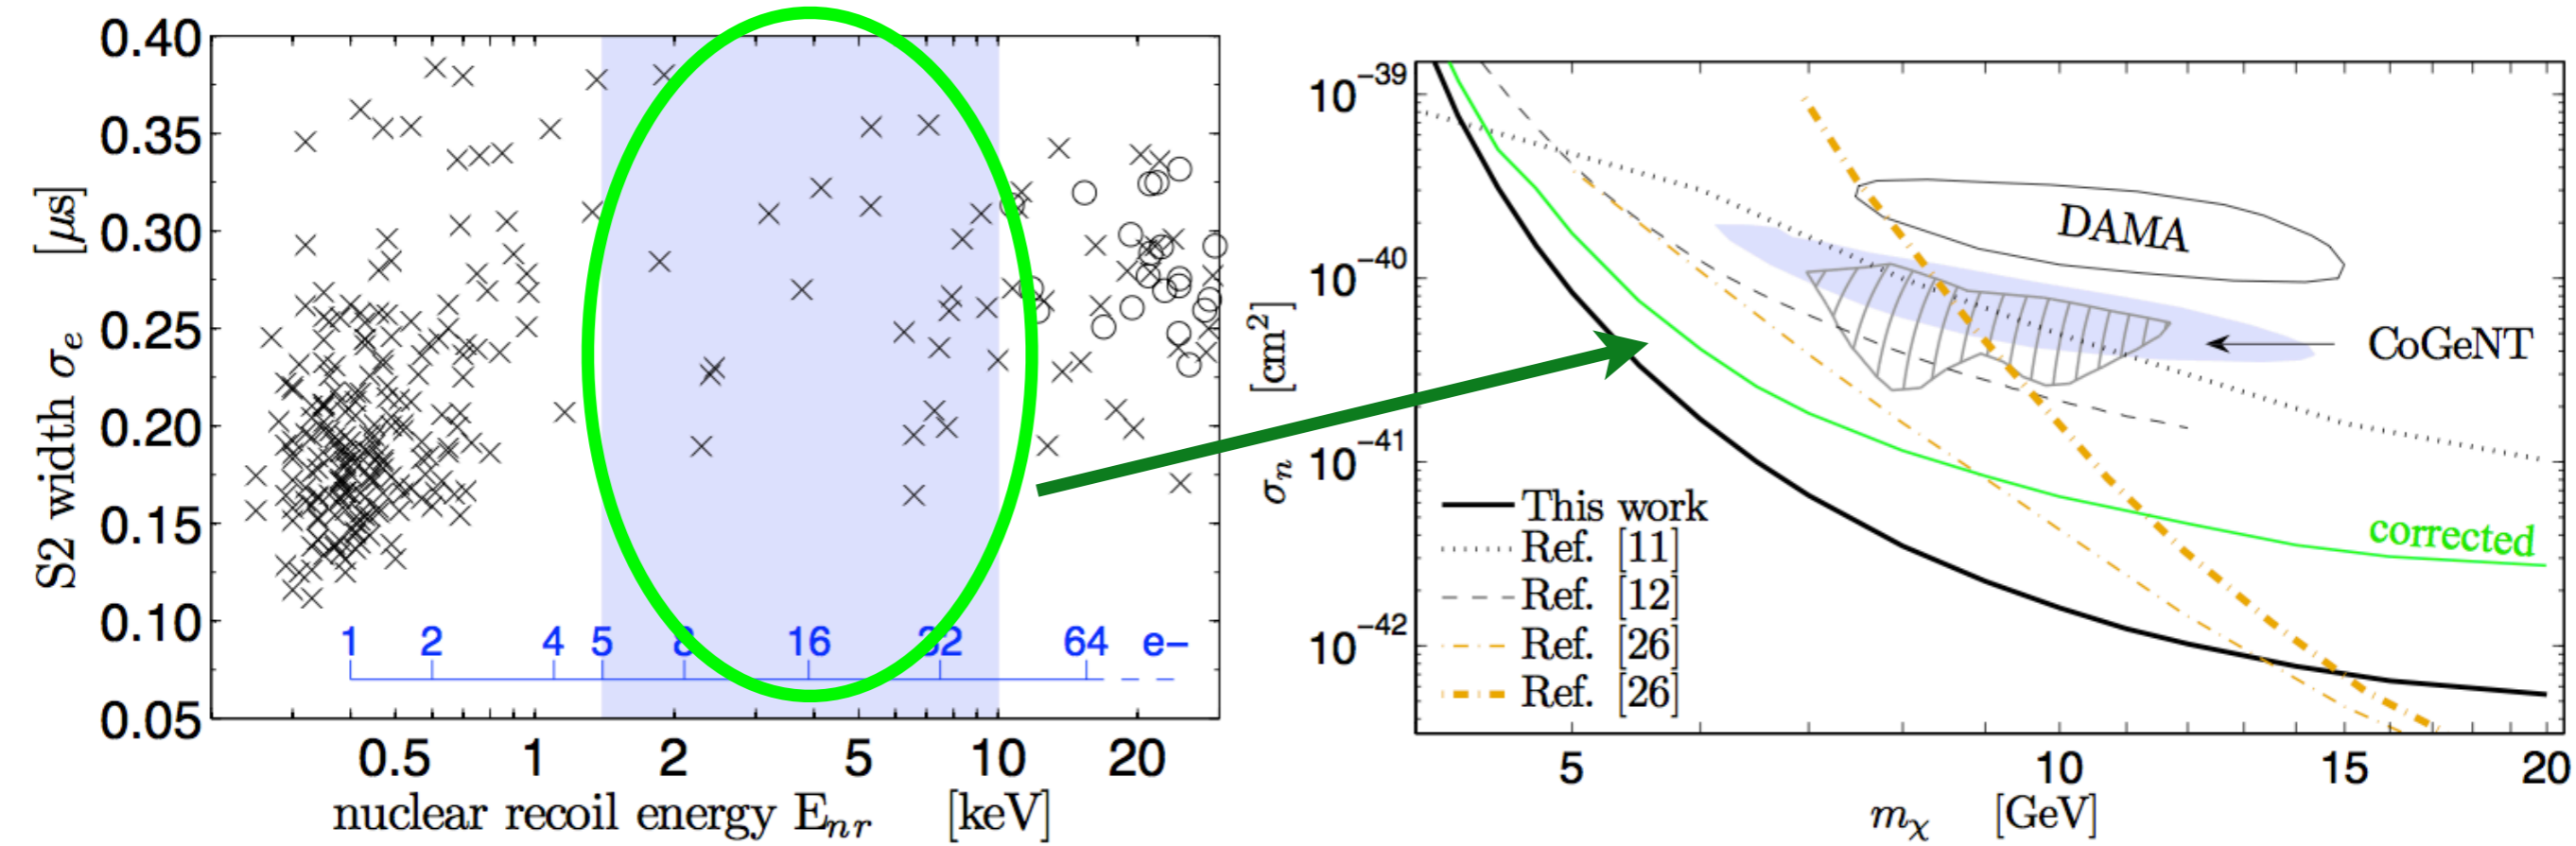 0.40
0.35
0.30
0.25
0.20
0.15
0.10
0.05
S2 width σe [μs]
1 2 4 5 8 16 32 64 e-
0.5 1 2 5 10 20
nuclear recoil energy Enr [keV]
10−39
10−40
10−41
10−42
σn [cm2]
DAMA
CoGeNT
corrected
This work
Ref. [11]
Ref. [12]
Ref. [26]
Ref. [26]
5 10 15 20
mχ [GeV]